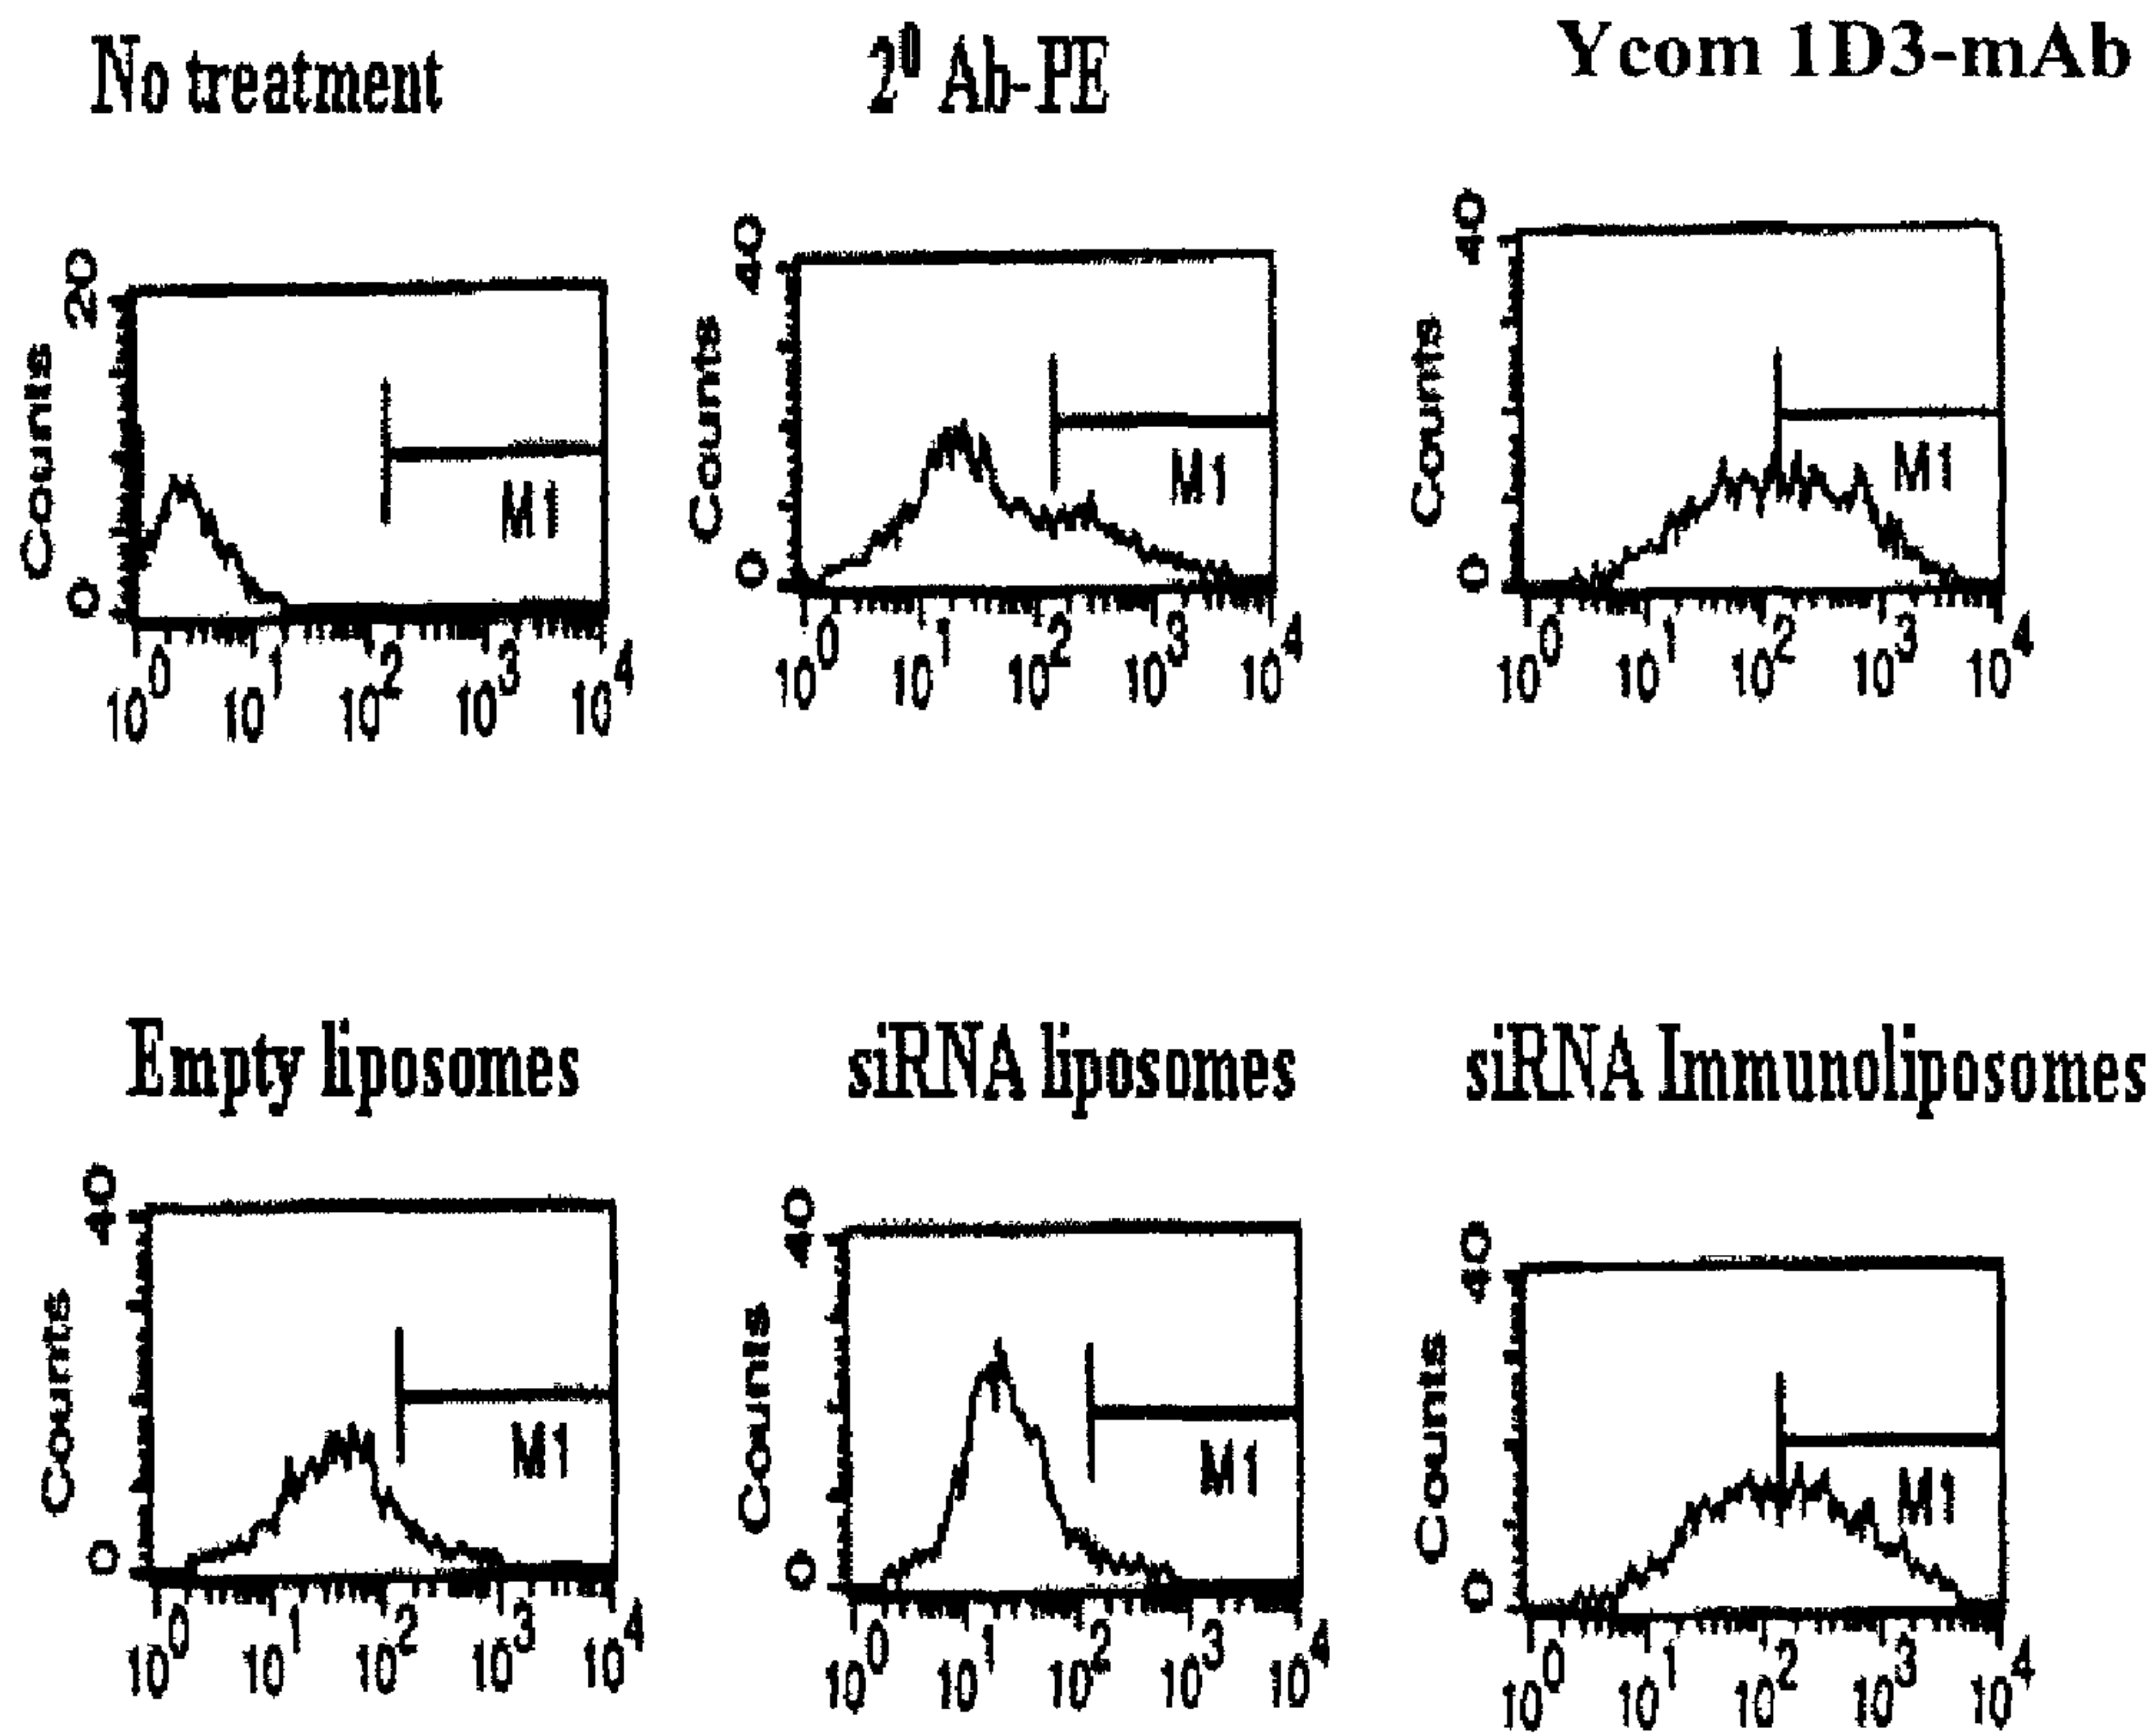 No treatment
2⁰ Ab-PE
Ycom 1D3-mAb
20
Counts
0
M1
10⁰ 10¹ 10² 10³ 10⁴
40
Counts
0
M1
10⁰ 10¹ 10² 10³ 10⁴
40
Counts
0
M1
10⁰ 10¹ 10² 10³ 10⁴
Empty liposomes
siRNA liposomes
siRNA Immunoliposomes
40
Counts
0
M1
10⁰ 10¹ 10² 10³ 10⁴
40
Counts
0
M1
10⁰ 10¹ 10² 10³ 10⁴
40
Counts
0
M1
10⁰ 10¹ 10² 10³ 10⁴